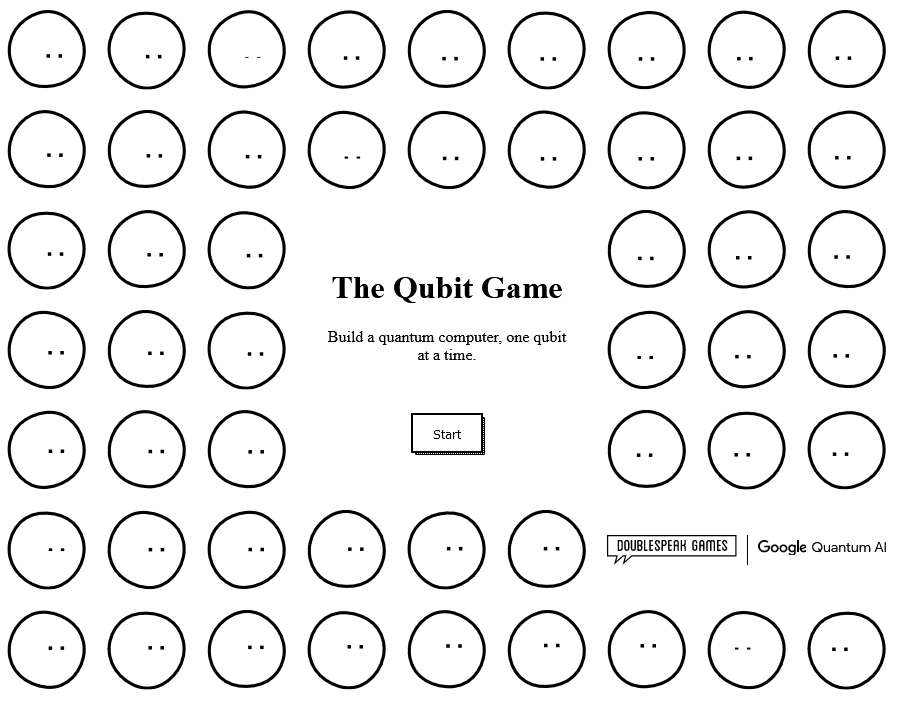 The Qubit Game
Build a quantum computer, one qubit
at a time.
Start
DOUBLESPEAK GAMES
Google Quantum AI